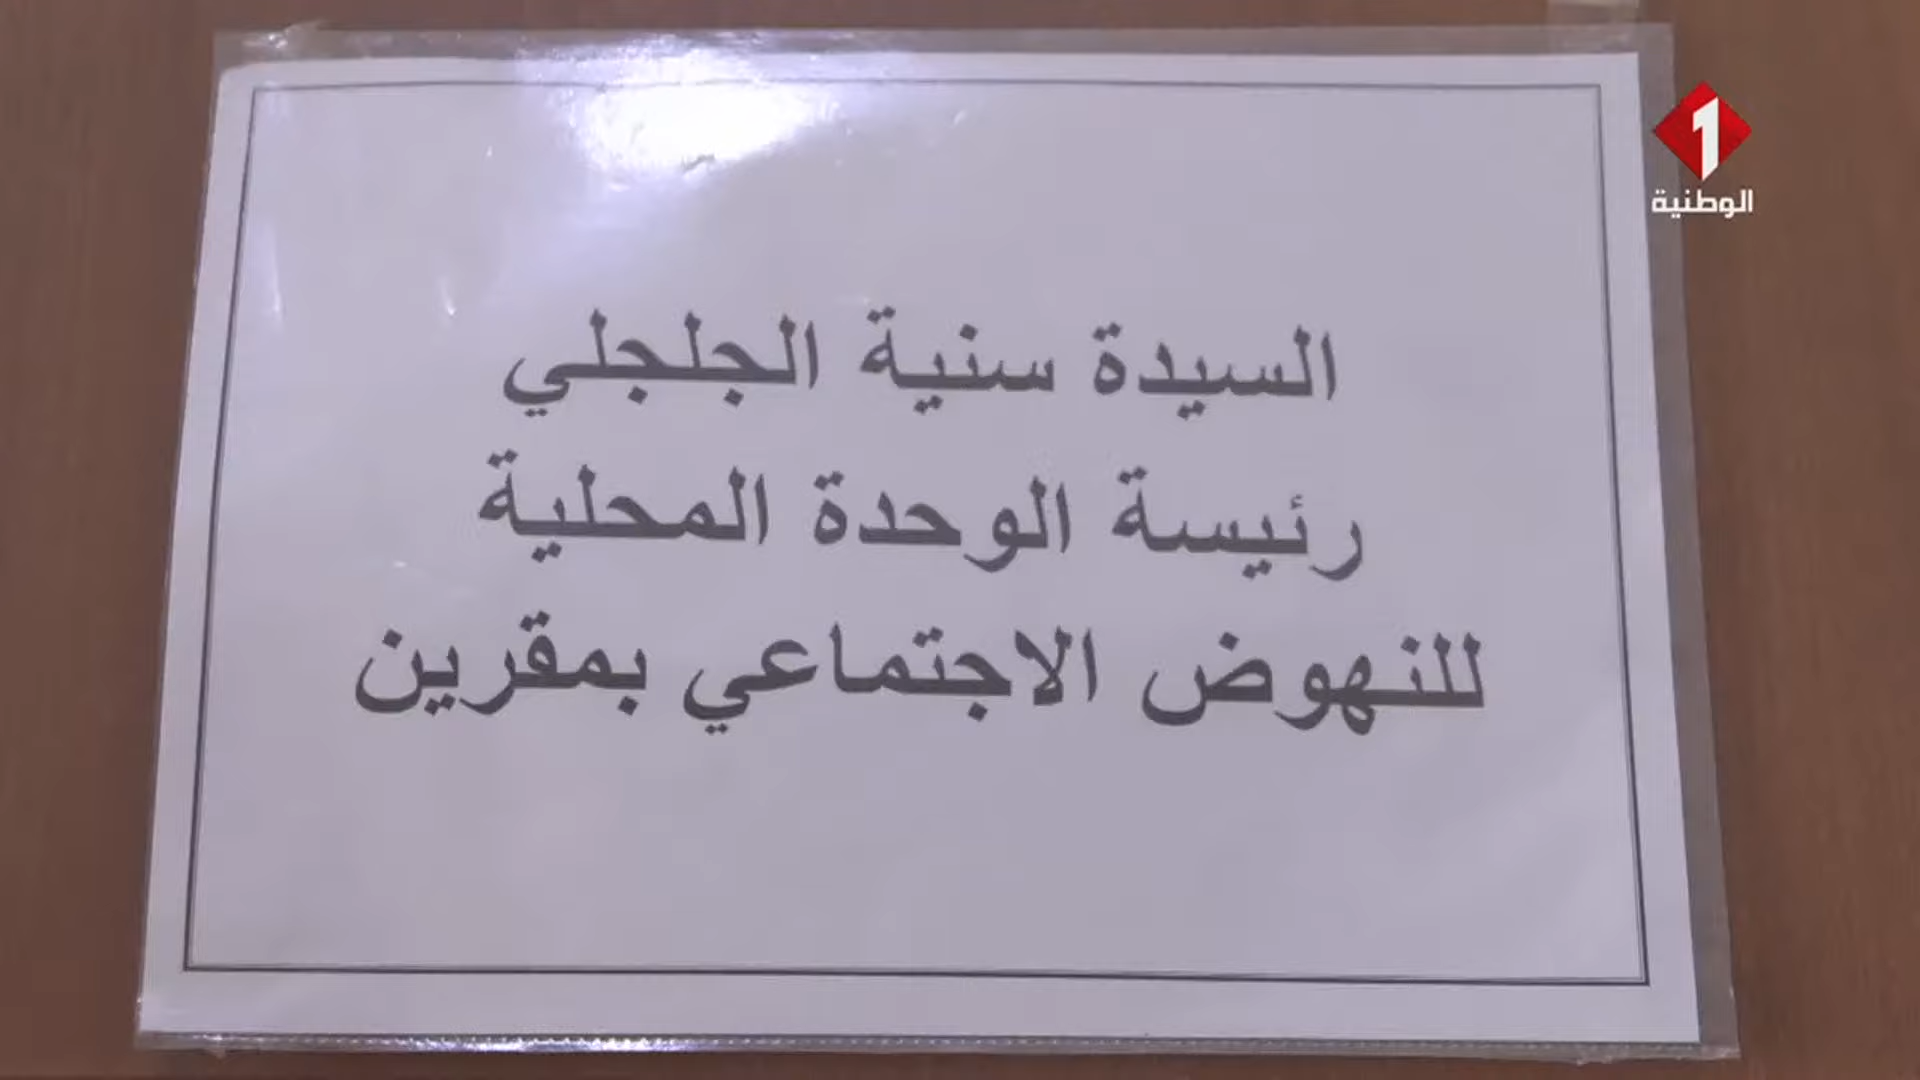 السيدة سنية الجلجلي
رئيسة الوحدة المحلية
للنهوض الاجتماعي بمقرين
1
الوطنية